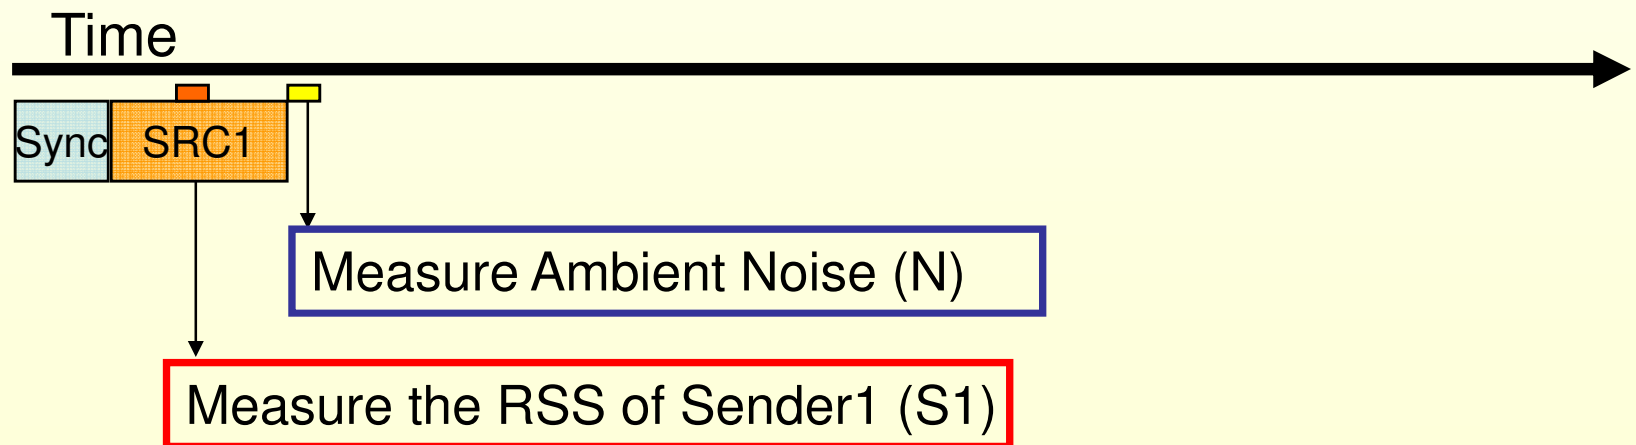 Time
Sync SRC1
Measure Ambient Noise (N)
Measure the RSS of Sender1 (S1)